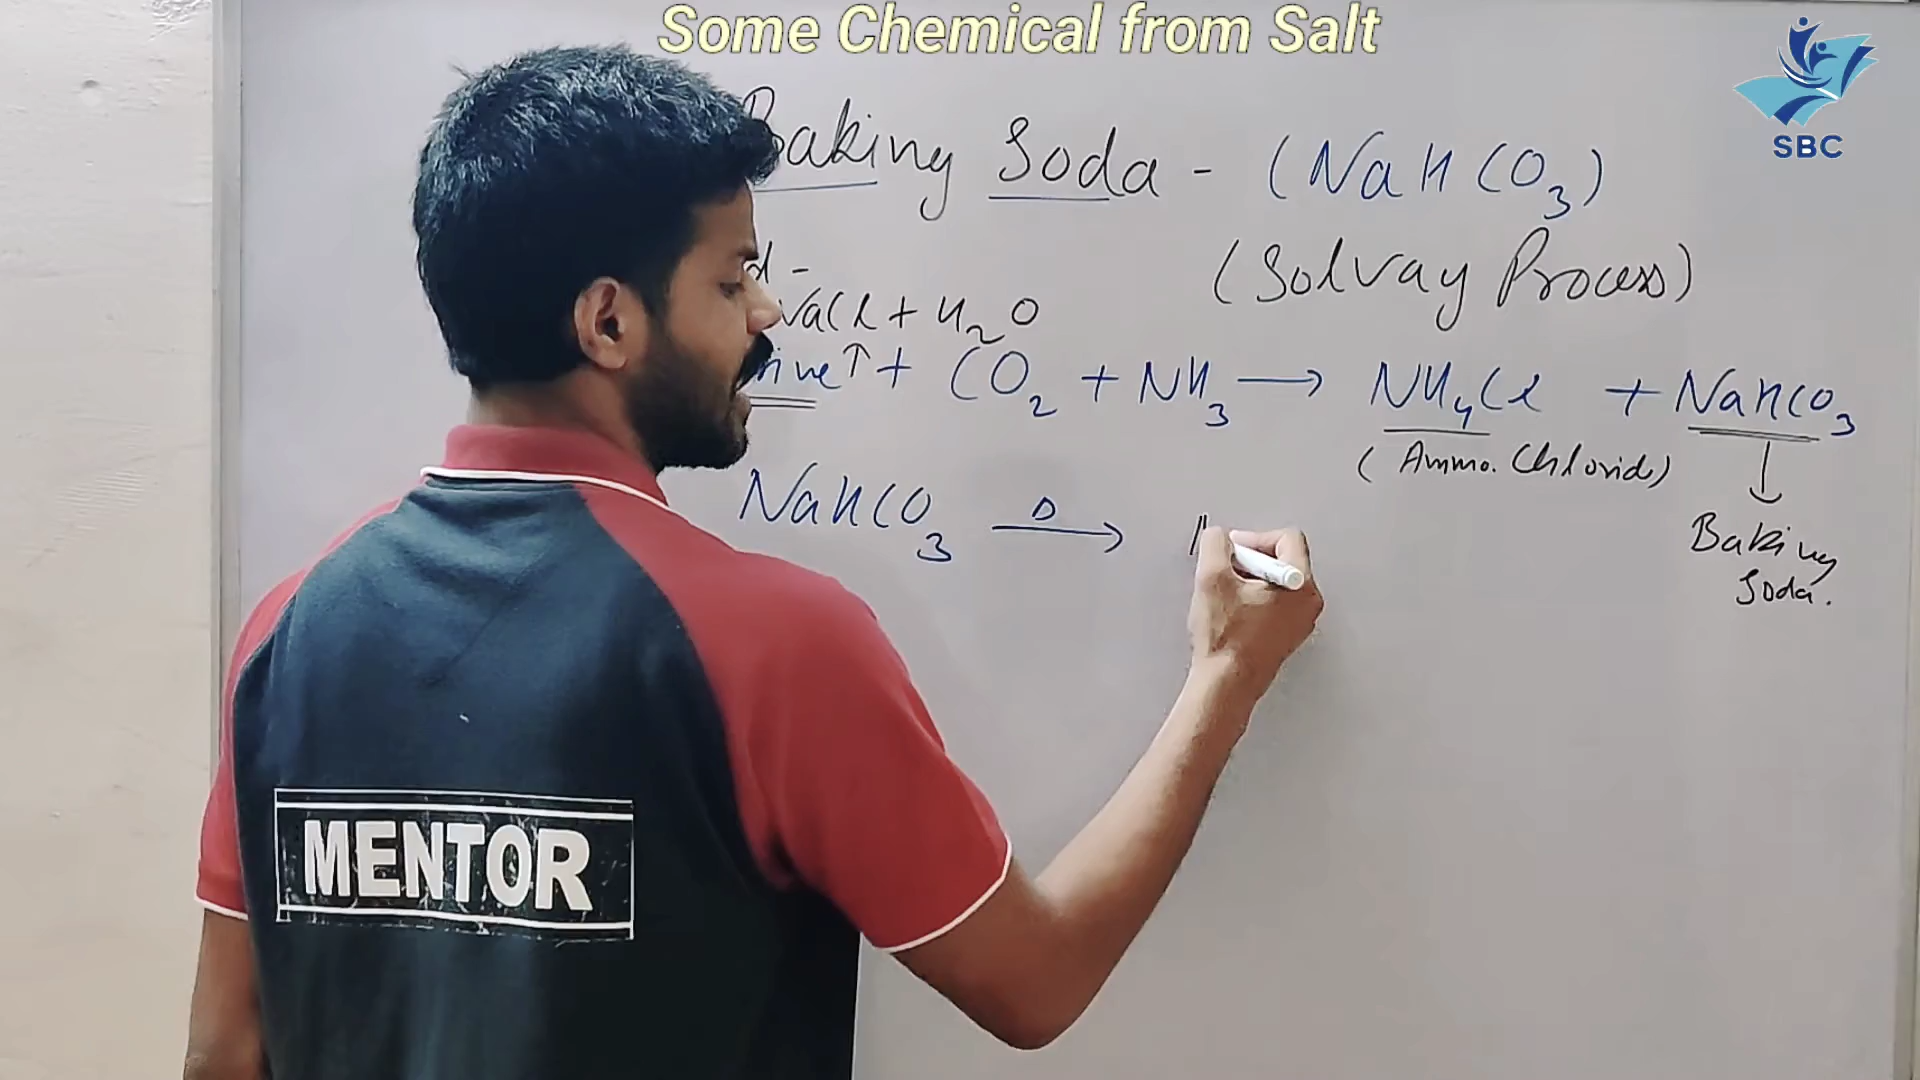 Some Chemical from Salt
SBC
Baking Soda - (NaHCO3)
(Solvay Process)
NaCl + H2O
↑ + CO2 + NH3 → NH4Cl + NaHCO3
(Ammo. Chloride)
NaHCO3 Δ →
Baking
Soda.
MENTOR